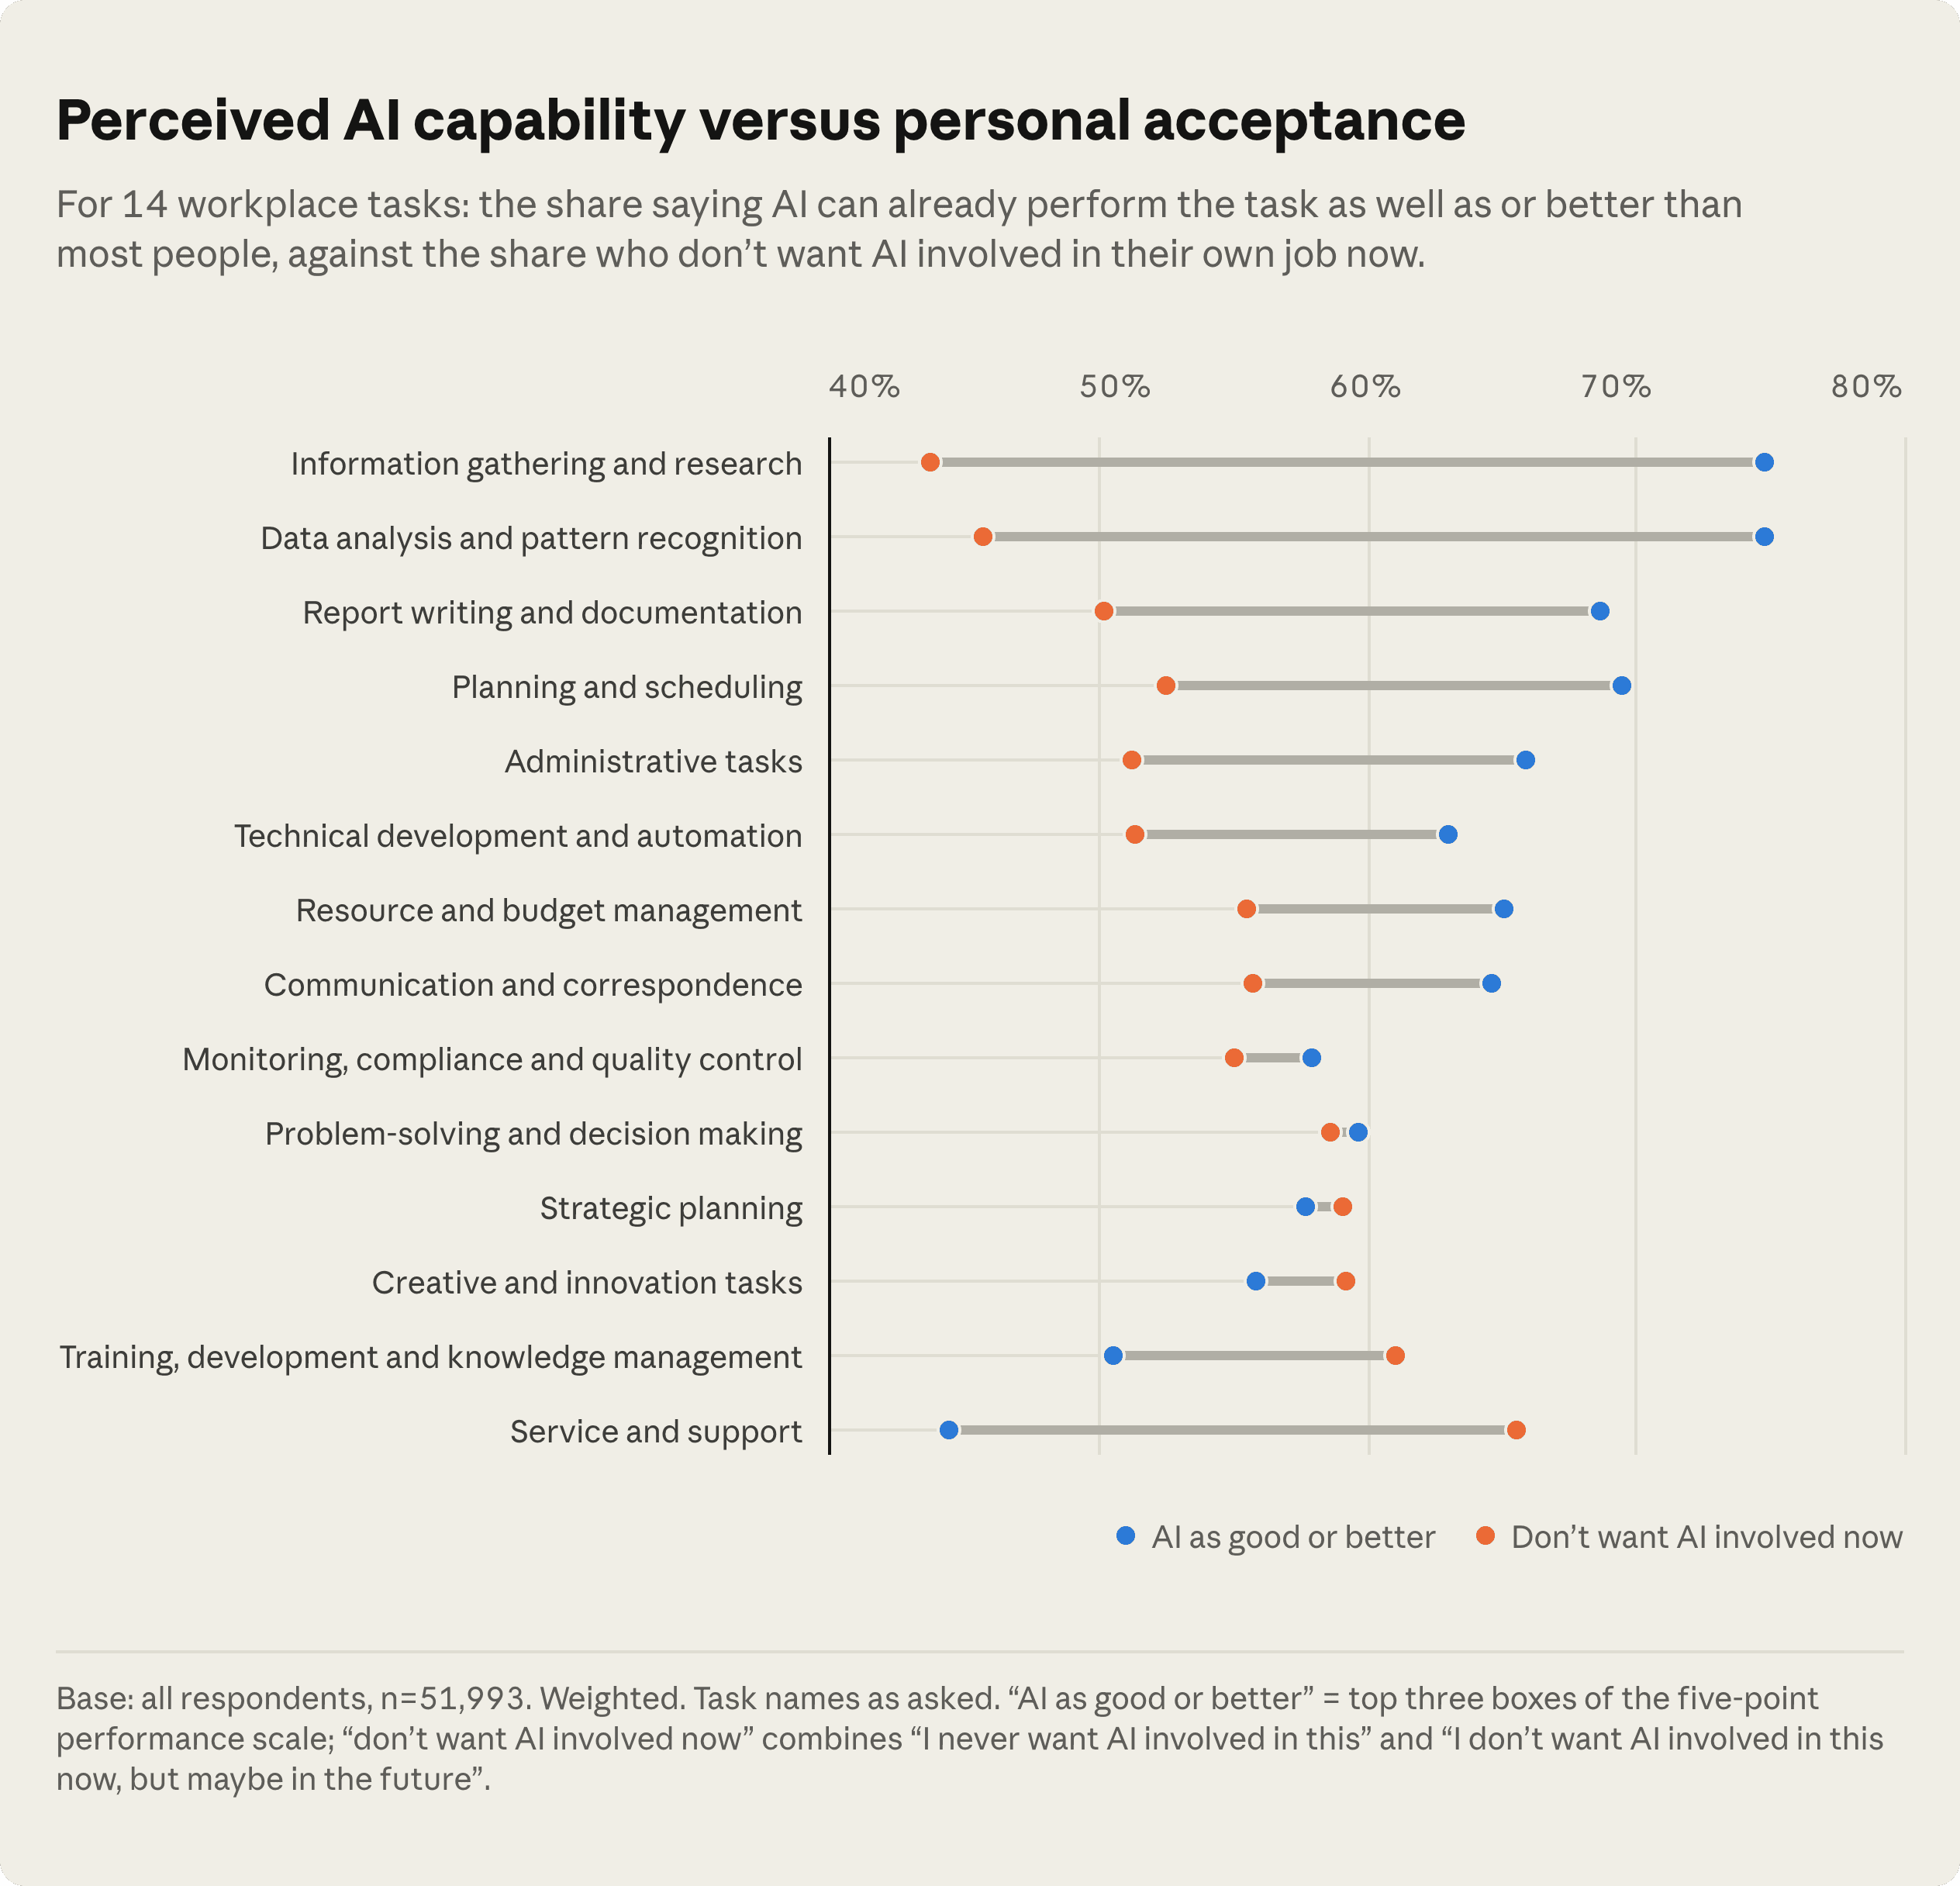 Perceived AI capability versus personal acceptance
For 14 workplace tasks: the share saying AI can already perform the task as well as or better than
most people, against the share who don’t want AI involved in their own job now.
40% 50% 60% 70% 80%
Information gathering and research
Data analysis and pattern recognition
Report writing and documentation
Planning and scheduling
Administrative tasks
Technical development and automation
Resource and budget management
Communication and correspondence
Monitoring, compliance and quality control
Problem-solving and decision making
Strategic planning
Creative and innovation tasks
Training, development and knowledge management
Service and support
AI as good or better Don’t want AI involved now
Base: all respondents, n=51,993. Weighted. Task names as asked. “AI as good or better” = top three boxes of the five-point
performance scale; “don’t want AI involved now” combines “I never want AI involved in this” and “I don’t want AI involved in this
now, but maybe in the future”.